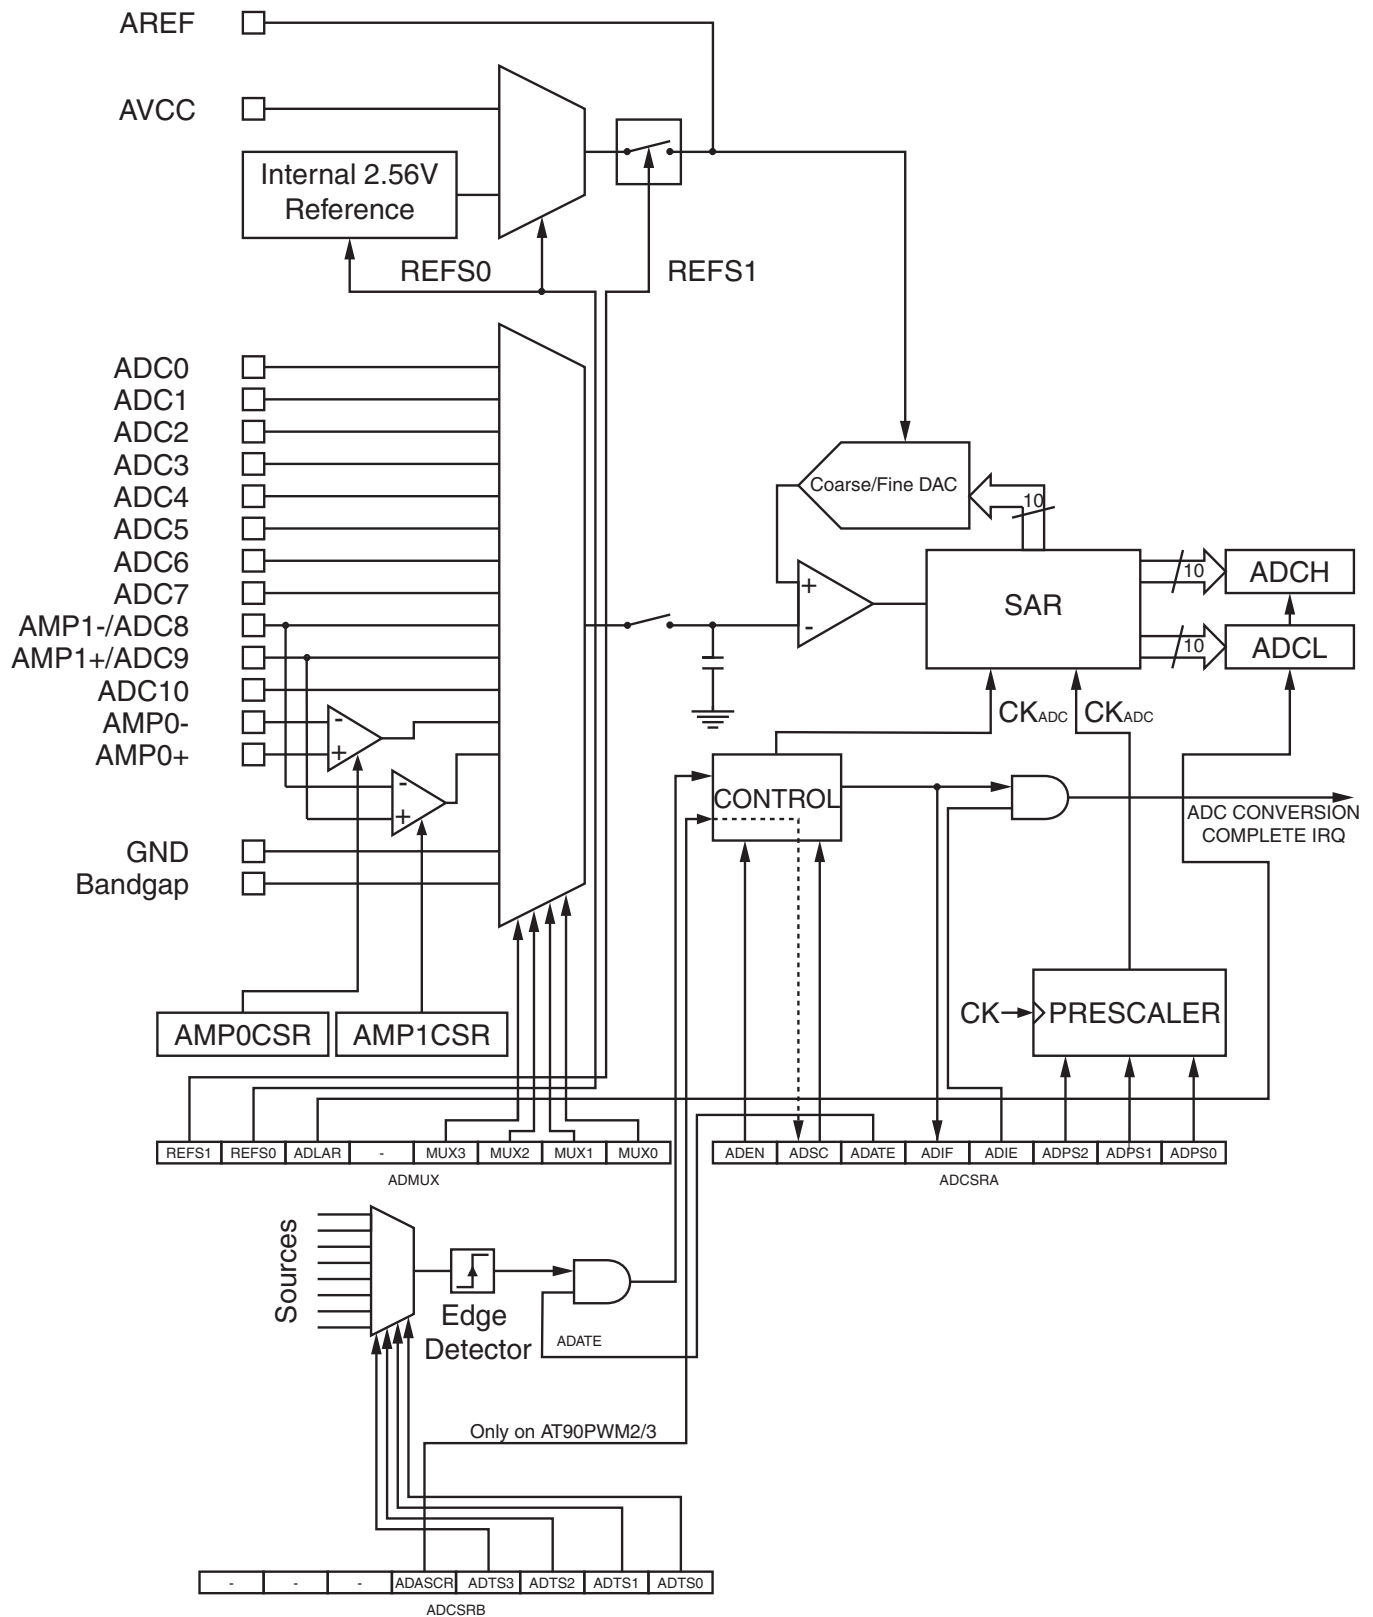 AREF
AVCC
Internal 2.56V
Reference
REFS0
REFS1
ADC0
ADC1
ADC2
ADC3
ADC4
ADC5
ADC6
ADC7
AMP1-/ADC8
AMP1+/ADC9
ADC10
AMP0-
AMP0+
-
+
-
+
GND
Bandgap
Coarse/Fine DAC
10
+
-
SAR
10
ADCH
10
ADCL
CKADC
CKADC
CONTROL
ADC CONVERSION
COMPLETE IRQ
CK
PRESCALER
AMP0CSR
AMP1CSR
REFS1 REFS0 ADLAR - MUX3 MUX2 MUX1 MUX0
ADMUX
ADEN ADSC ADATE ADIF ADIE ADPS2 ADPS1 ADPS0
ADCSRA
Sources
Edge
Detector
ADATE
Only on AT90PWM2/3
- - - ADASCR ADTS3 ADTS2 ADTS1 ADTS0
ADCSRB